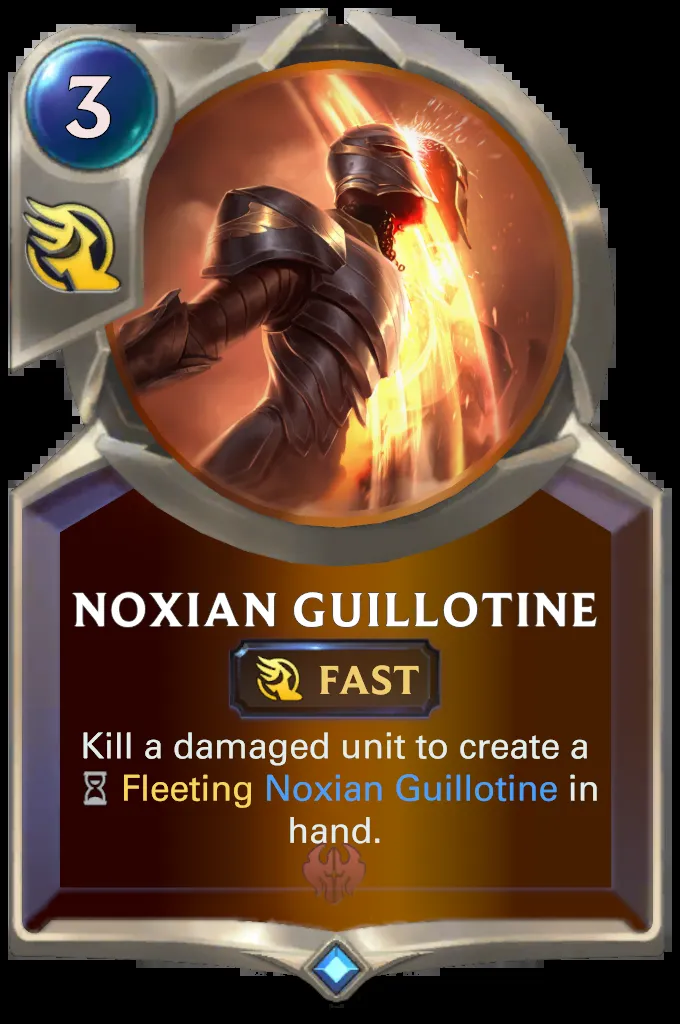 3
NOXIAN GUILLOTINE
FAST
Kill a damaged unit to create a
Fleeting Noxian Guillotine in
hand.